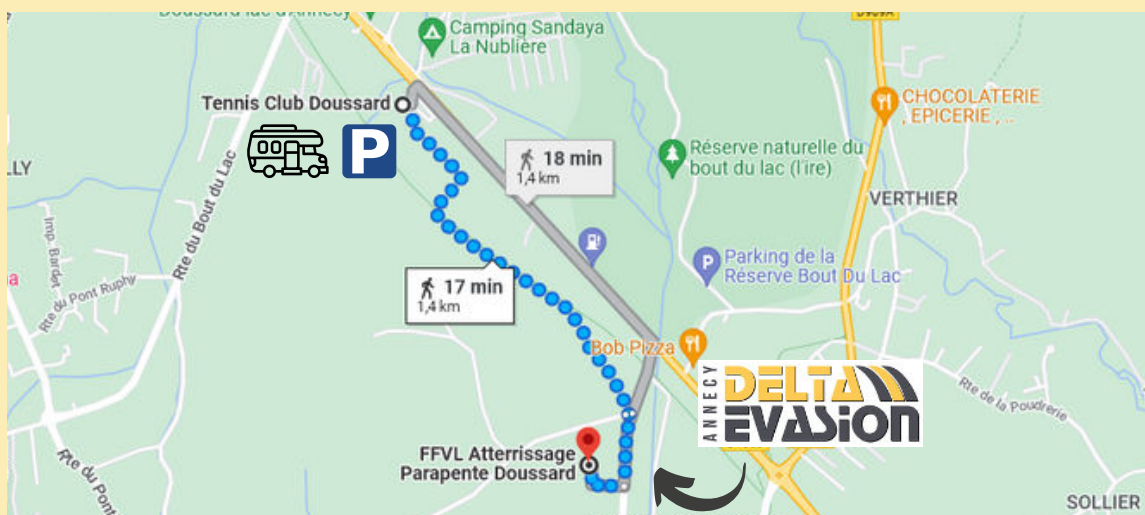 Doussard lac d'Annecy
D909A
Camping Sandaya
La Nublière
Tennis Club Doussard
P
CHOCOLATERIE
, EPICERIE , ...
18 min
1,4 km
Réserve naturelle du
bout du lac (l'ire)
LLY
VERTHIER
Rte du Bout du Lac
Imp. Bardet
a
Rte du Pont Ruphy
17 min
1,4 km
P
Parking de la
Réserve Bout Du Lac
Bob Pizza
ANNECY
DELTA
EVASION
Rte de la Poudrerie
FFVL Atterrissage
Parapente Doussard
Rte du Pont
SOLLIER